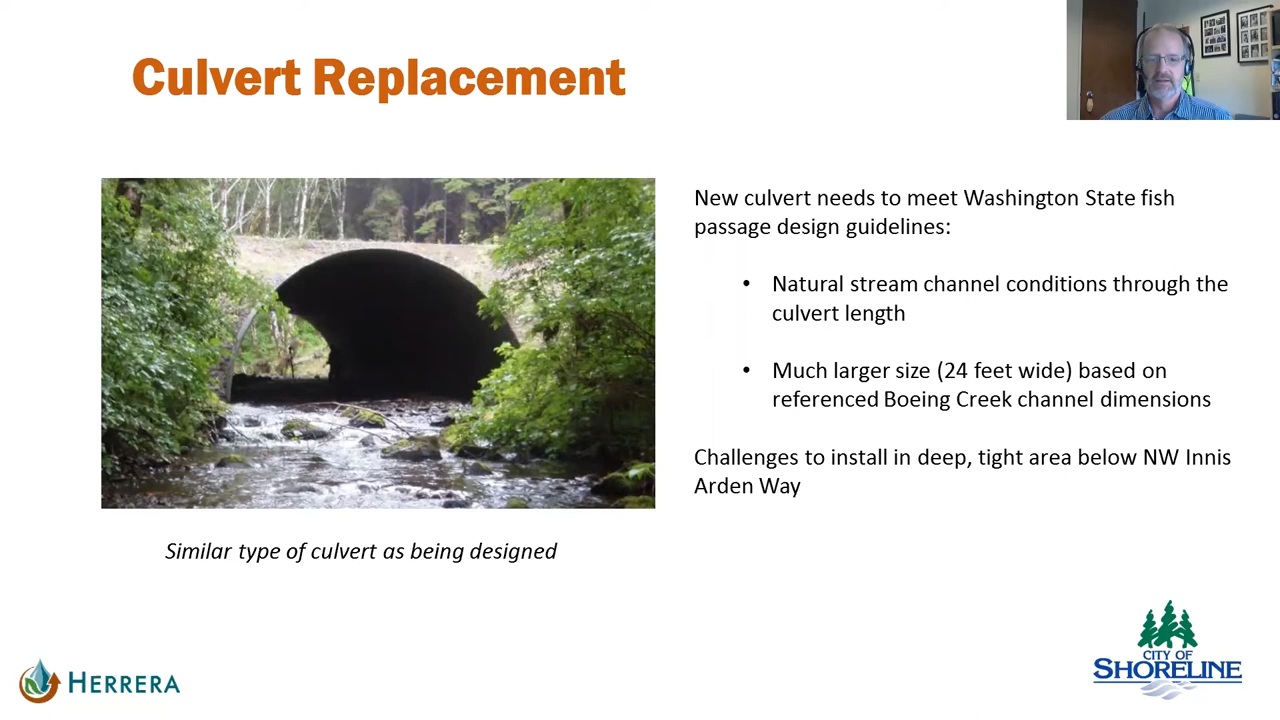 Culvert Replacement
New culvert needs to meet Washington State fish
passage design guidelines:
• Natural stream channel conditions through the
culvert length
• Much larger size (24 feet wide) based on
referenced Boeing Creek channel dimensions
Challenges to install in deep, tight area below NW Innis
Arden Way
Similar type of culvert as being designed
HERRERA
CITY OF
SHORELINE